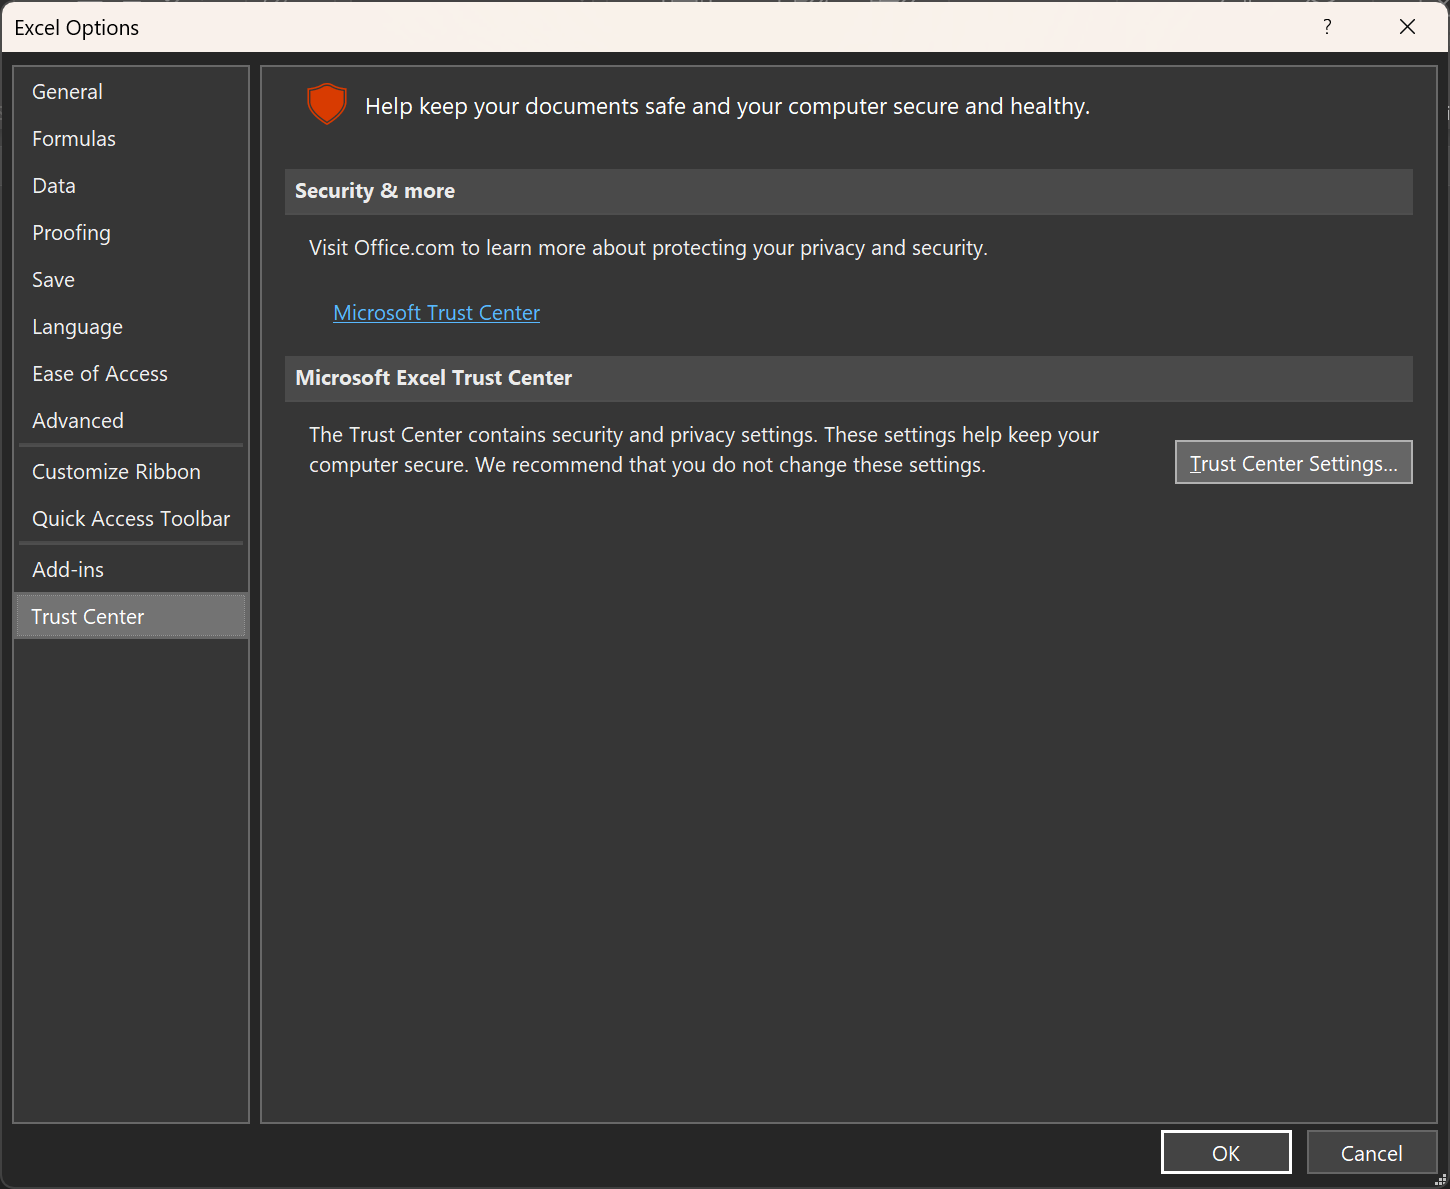 Excel Options
?
General
Formulas
Data
Proofing
Save
Language
Ease of Access
Advanced
Customize Ribbon
Quick Access Toolbar
Add-ins
Trust Center
Help keep your documents safe and your computer secure and healthy.
Security & more
Visit Office.com to learn more about protecting your privacy and security.
Microsoft Trust Center
Microsoft Excel Trust Center
The Trust Center contains security and privacy settings. These settings help keep your
computer secure. We recommend that you do not change these settings.
Trust Center Settings...
OK
Cancel